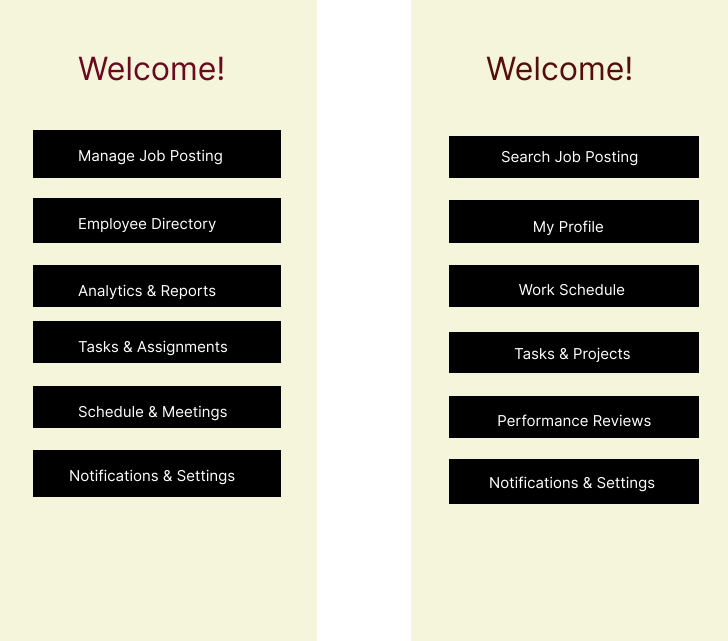 Welcome!
Manage Job Posting
Employee Directory
Analytics & Reports
Tasks & Assignments
Schedule & Meetings
Notifications & Settings
Welcome!
Search Job Posting
My Profile
Work Schedule
Tasks & Projects
Performance Reviews
Notifications & Settings